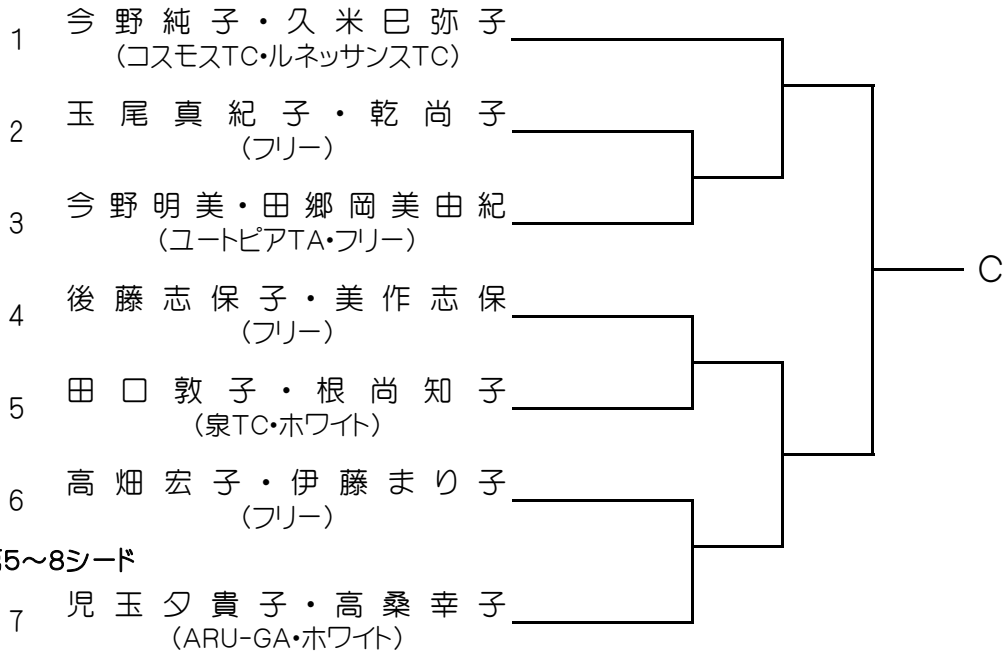 1 今野純子・久米巳弥子
(コスモスTC・ルネッサンスTC)
2 玉尾真紀子・乾尚子
(フリー)
3 今野明美・田郷岡美由紀
(ユートピアTA・フリー)
C
4 後藤志保子・美作志保
(フリー)
5 田口敦子・根尚知子
(泉TC・ホワイト)
6 高畑宏子・伊藤まり子
(フリー)
5～8シード
7 児玉夕貴子・高桑幸子
(ARU-GA・ホワイト)